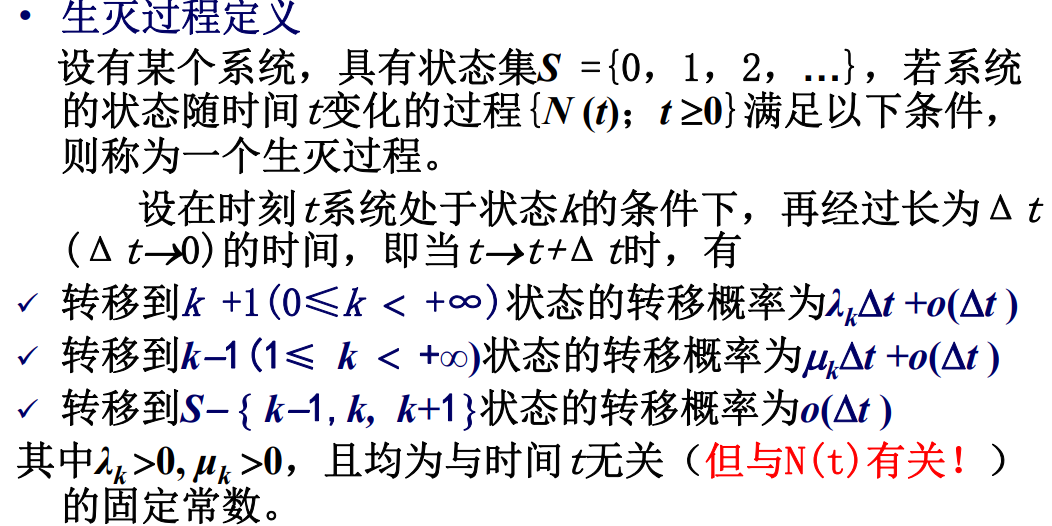 • 生灭过程定义
设有某个系统，具有状态集S ={0，1，2，…}，若系统
的状态随时间t变化的过程{N (t)；t ≥0}满足以下条件，
则称为一个生灭过程。
设在时刻t系统处于状态k的条件下，再经过长为Δt
(Δt→0)的时间，即当t→t+Δt时，有
✓ 转移到k +1(0≤k < +∞)状态的转移概率为λₖΔt +o(Δt )
✓ 转移到k–1(1≤ k < +∞)状态的转移概率为μₖΔt +o(Δt )
✓ 转移到S–{ k–1,k, k+1}状态的转移概率为o(Δt )
其中λₖ >0, μₖ >0，且均为与时间t无关（但与N(t)有关！）
的固定常数。